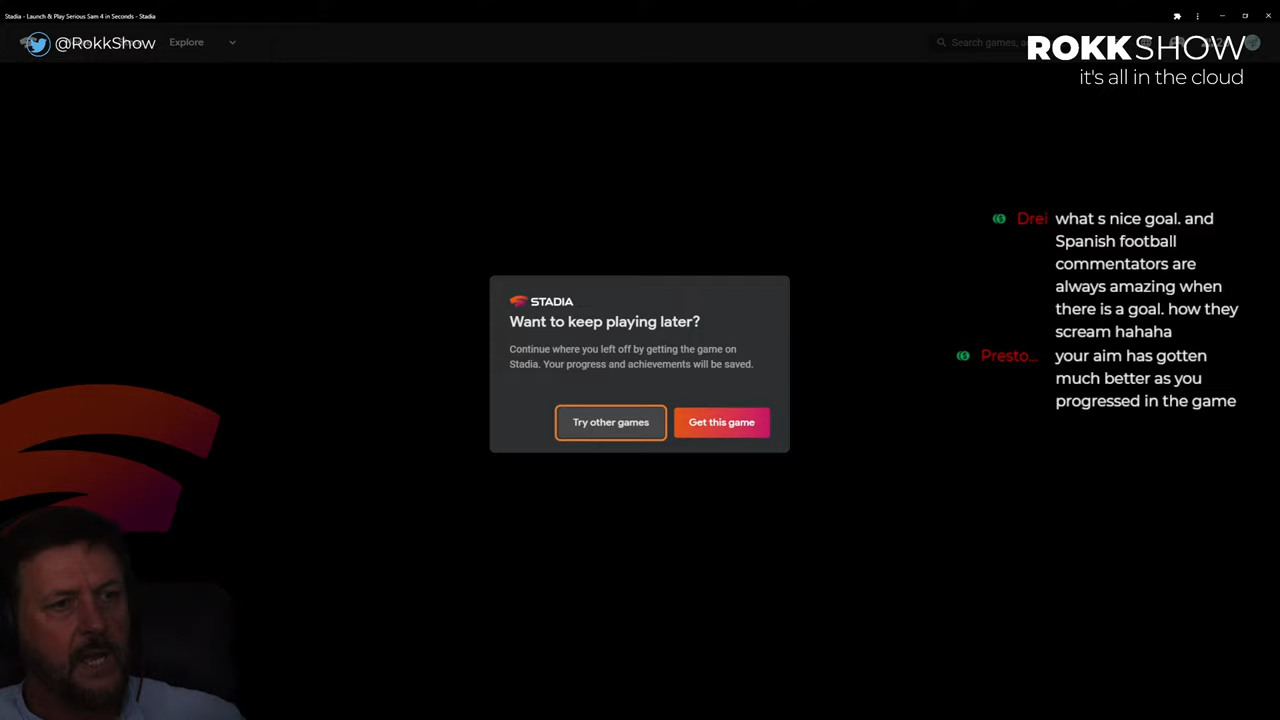 Stadia - Launch & Play Serious Sam 4 in Seconds - Stadia
@RokkShow
Explore
Search games,
ROKKSHOW
it's all in the cloud
Drei what s nice goal. and
Spanish football
commentators are
always amazing when
there is a goal. how they
scream hahaha
Presto... your aim has gotten
much better as you
progressed in the game
STADIA
Want to keep playing later?
Continue where you left off by getting the game on
Stadia. Your progress and achievements will be saved.
Try other games
Get this game